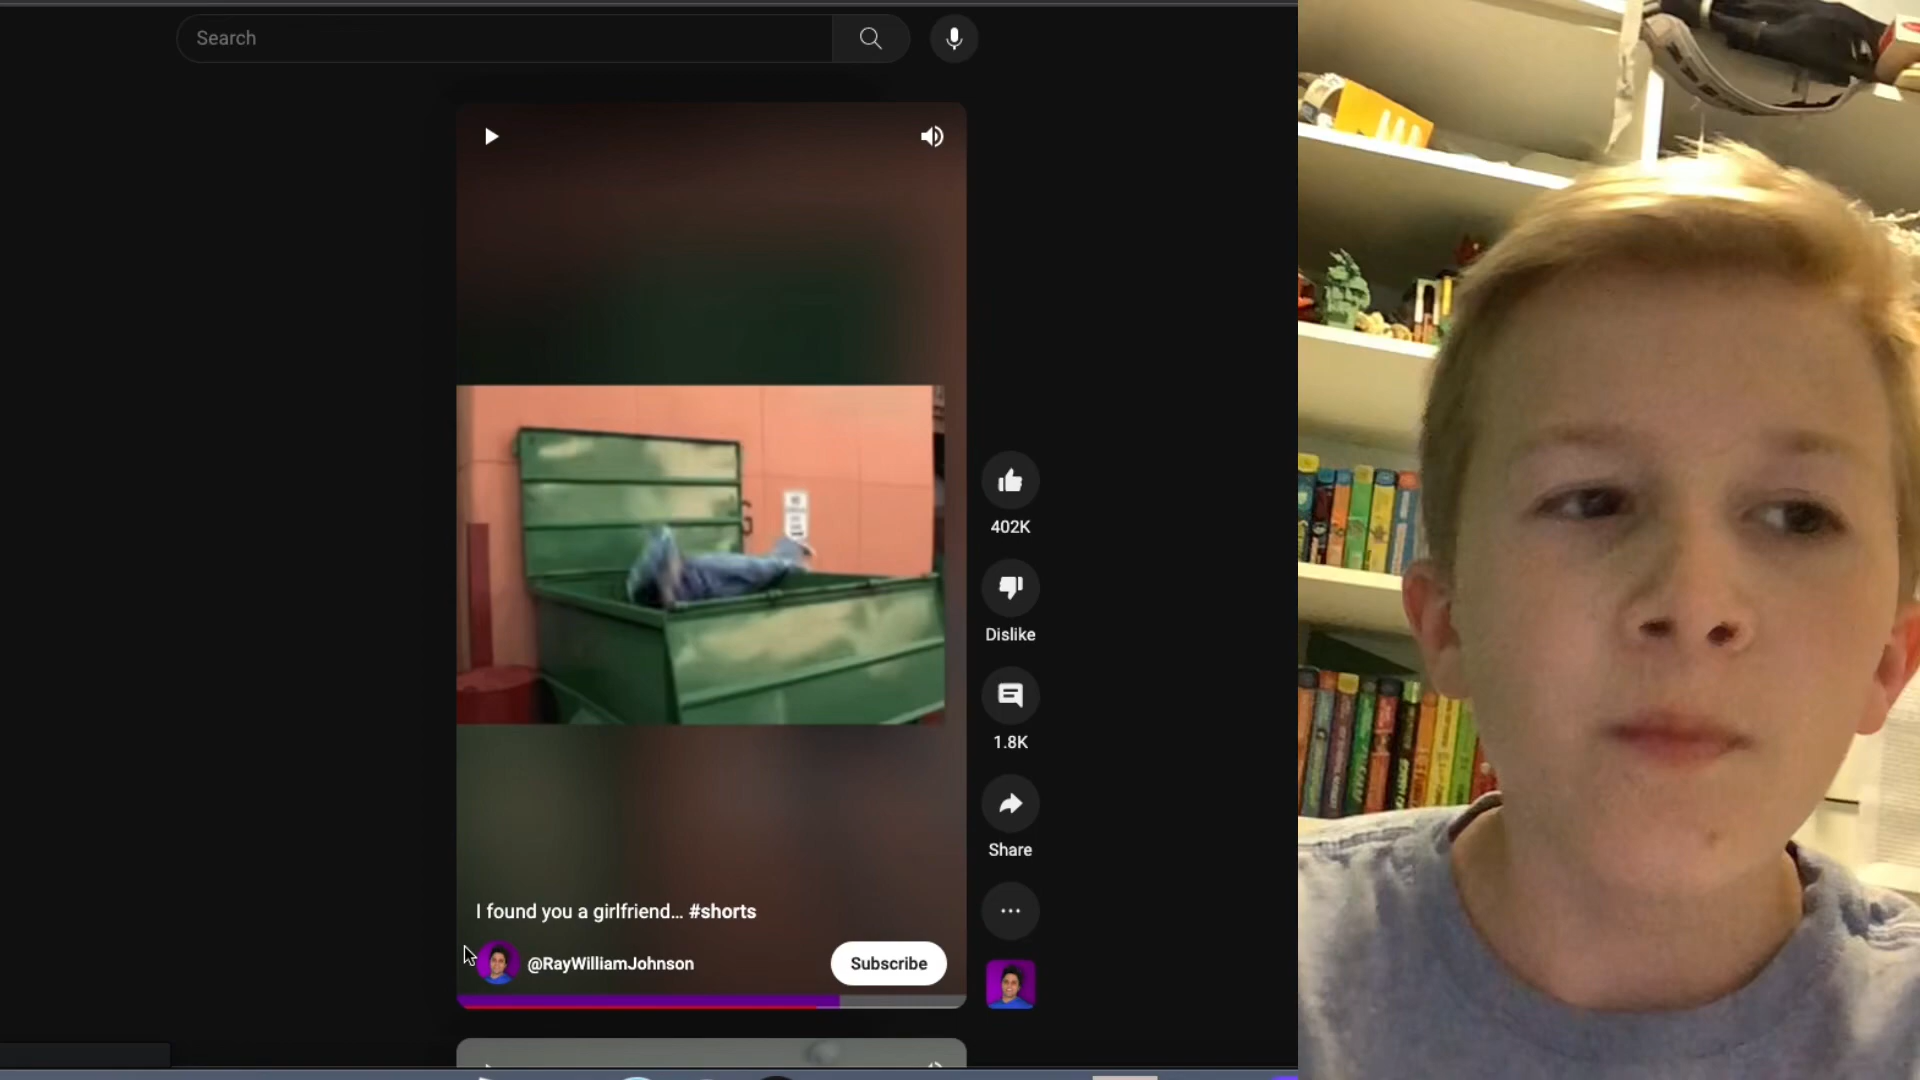 Search
402K
Dislike
1.8K
Share
I found you a girlfriend... #shorts
@RayWilliamJohnson
Subscribe